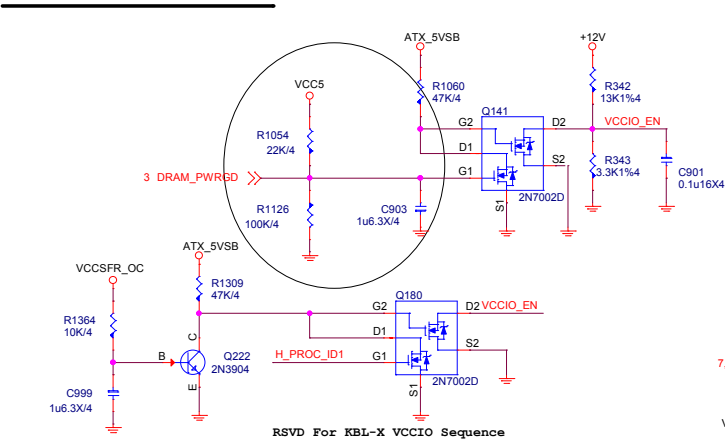 ATX_5VSB
+12V
VCC5
R1060
47K/4
R342
13K1%4
Q141
G2
D2
VCCIO_EN
R1054
22K/4
D1
S2
3 DRAM_PWRGD
G1
R343
3.3K1%4
C901
0.1u16X4
R1126
100K/4
C903
1u6.3X/4
S1
2N7002D
ATX_5VSB
VCCSFR_OC
R1309
47K/4
Q180
G2
D2
VCCIO_EN
R1364
10K/4
C
D1
S2
B
Q222
2N3904
H_PROC_ID1
G1
7
E
C999
1u6.3X/4
S1
2N7002D
RSVD For KBL-X VCCIO Sequence